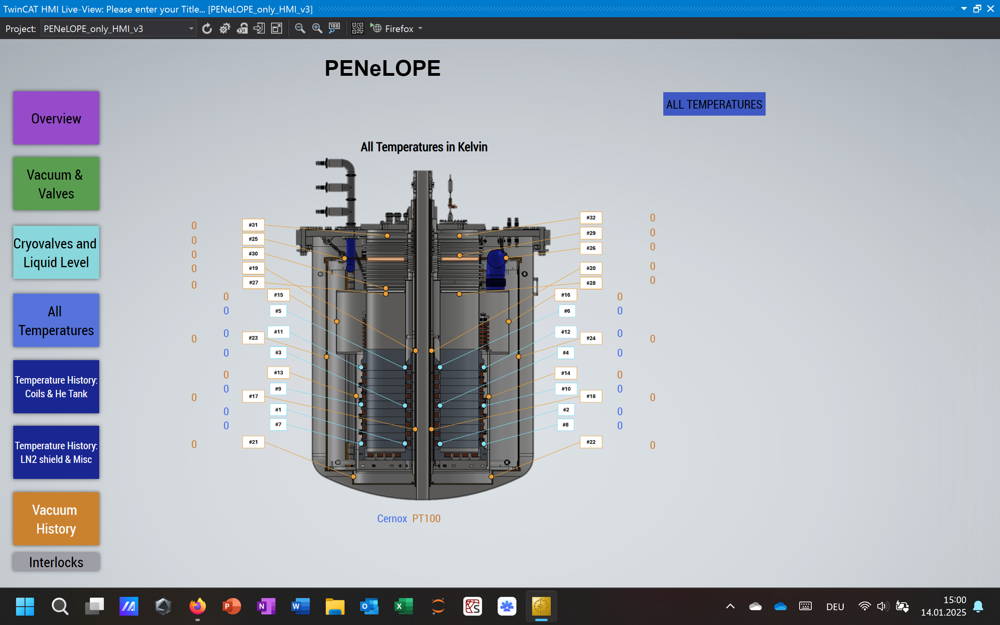 TwinCAT HMI Live-View: Please enter your Title... [PENeLOPE_only_HMI_v3]
Project: PENeLOPE_only_HMI_v3
100
Firefox
PENeLOPE
ALL TEMPERATURES
Overview
Vacuum &
Valves
Cryovalves and
Liquid Level
All
Temperatures
Temperature History:
Coils & He Tank
Temperature History:
LN2 shield & Misc
Vacuum
History
Interlocks
All Temperatures in Kelvin
0 #31
0 #25
0 #30
0 #19
0 #27
0 #15
0 #5
0 #11
0 #23
0 #3
0 #13
0 #9
0 #17
0 #1
0 #7
0 #21
#32 0
#29 0
#26 0
#20 0
#28 0
#16 0
#6 0
#12 0
#24 0
#4 0
#14 0
#10 0
#18 0
#2 0
#8 0
#22 0
Cernox PT100
P
N
W
O
X
S
DEU
15:00
14.01.2025